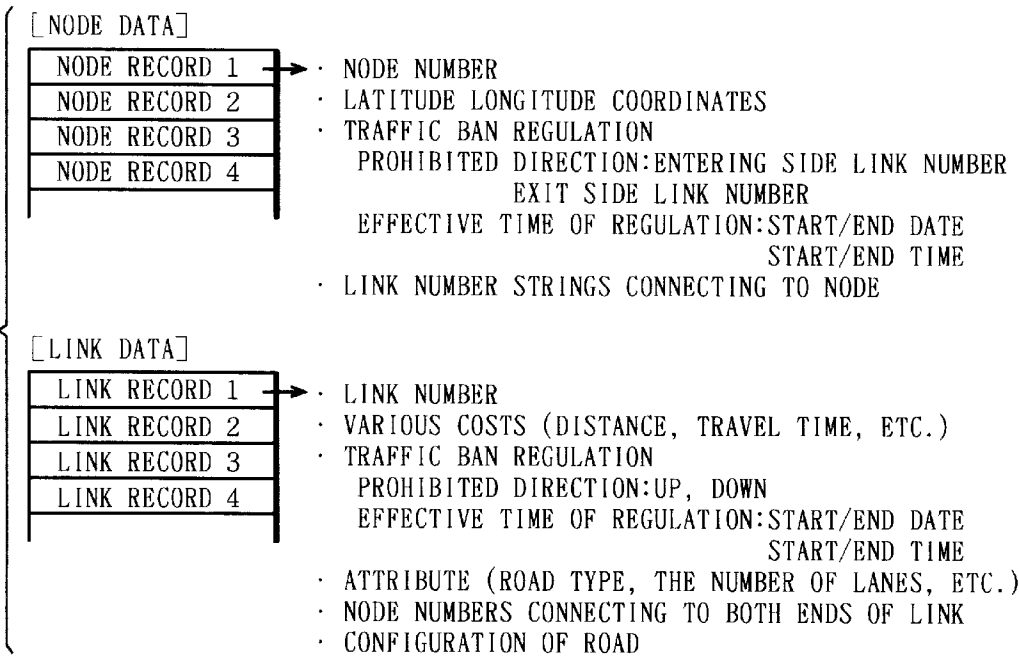 [NODE DATA]
NODE RECORD 1
NODE RECORD 2
NODE RECORD 3
NODE RECORD 4
· NODE NUMBER
· LATITUDE LONGITUDE COORDINATES
· TRAFFIC BAN REGULATION
PROHIBITED DIRECTION:ENTERING SIDE LINK NUMBER
EXIT SIDE LINK NUMBER
EFFECTIVE TIME OF REGULATION:START/END DATE
START/END TIME
· LINK NUMBER STRINGS CONNECTING TO NODE
[LINK DATA]
LINK RECORD 1
LINK RECORD 2
LINK RECORD 3
LINK RECORD 4
· LINK NUMBER
· VARIOUS COSTS (DISTANCE, TRAVEL TIME, ETC.)
· TRAFFIC BAN REGULATION
PROHIBITED DIRECTION:UP, DOWN
EFFECTIVE TIME OF REGULATION:START/END DATE
START/END TIME
· ATTRIBUTE (ROAD TYPE, THE NUMBER OF LANES, ETC.)
· NODE NUMBERS CONNECTING TO BOTH ENDS OF LINK
· CONFIGURATION OF ROAD